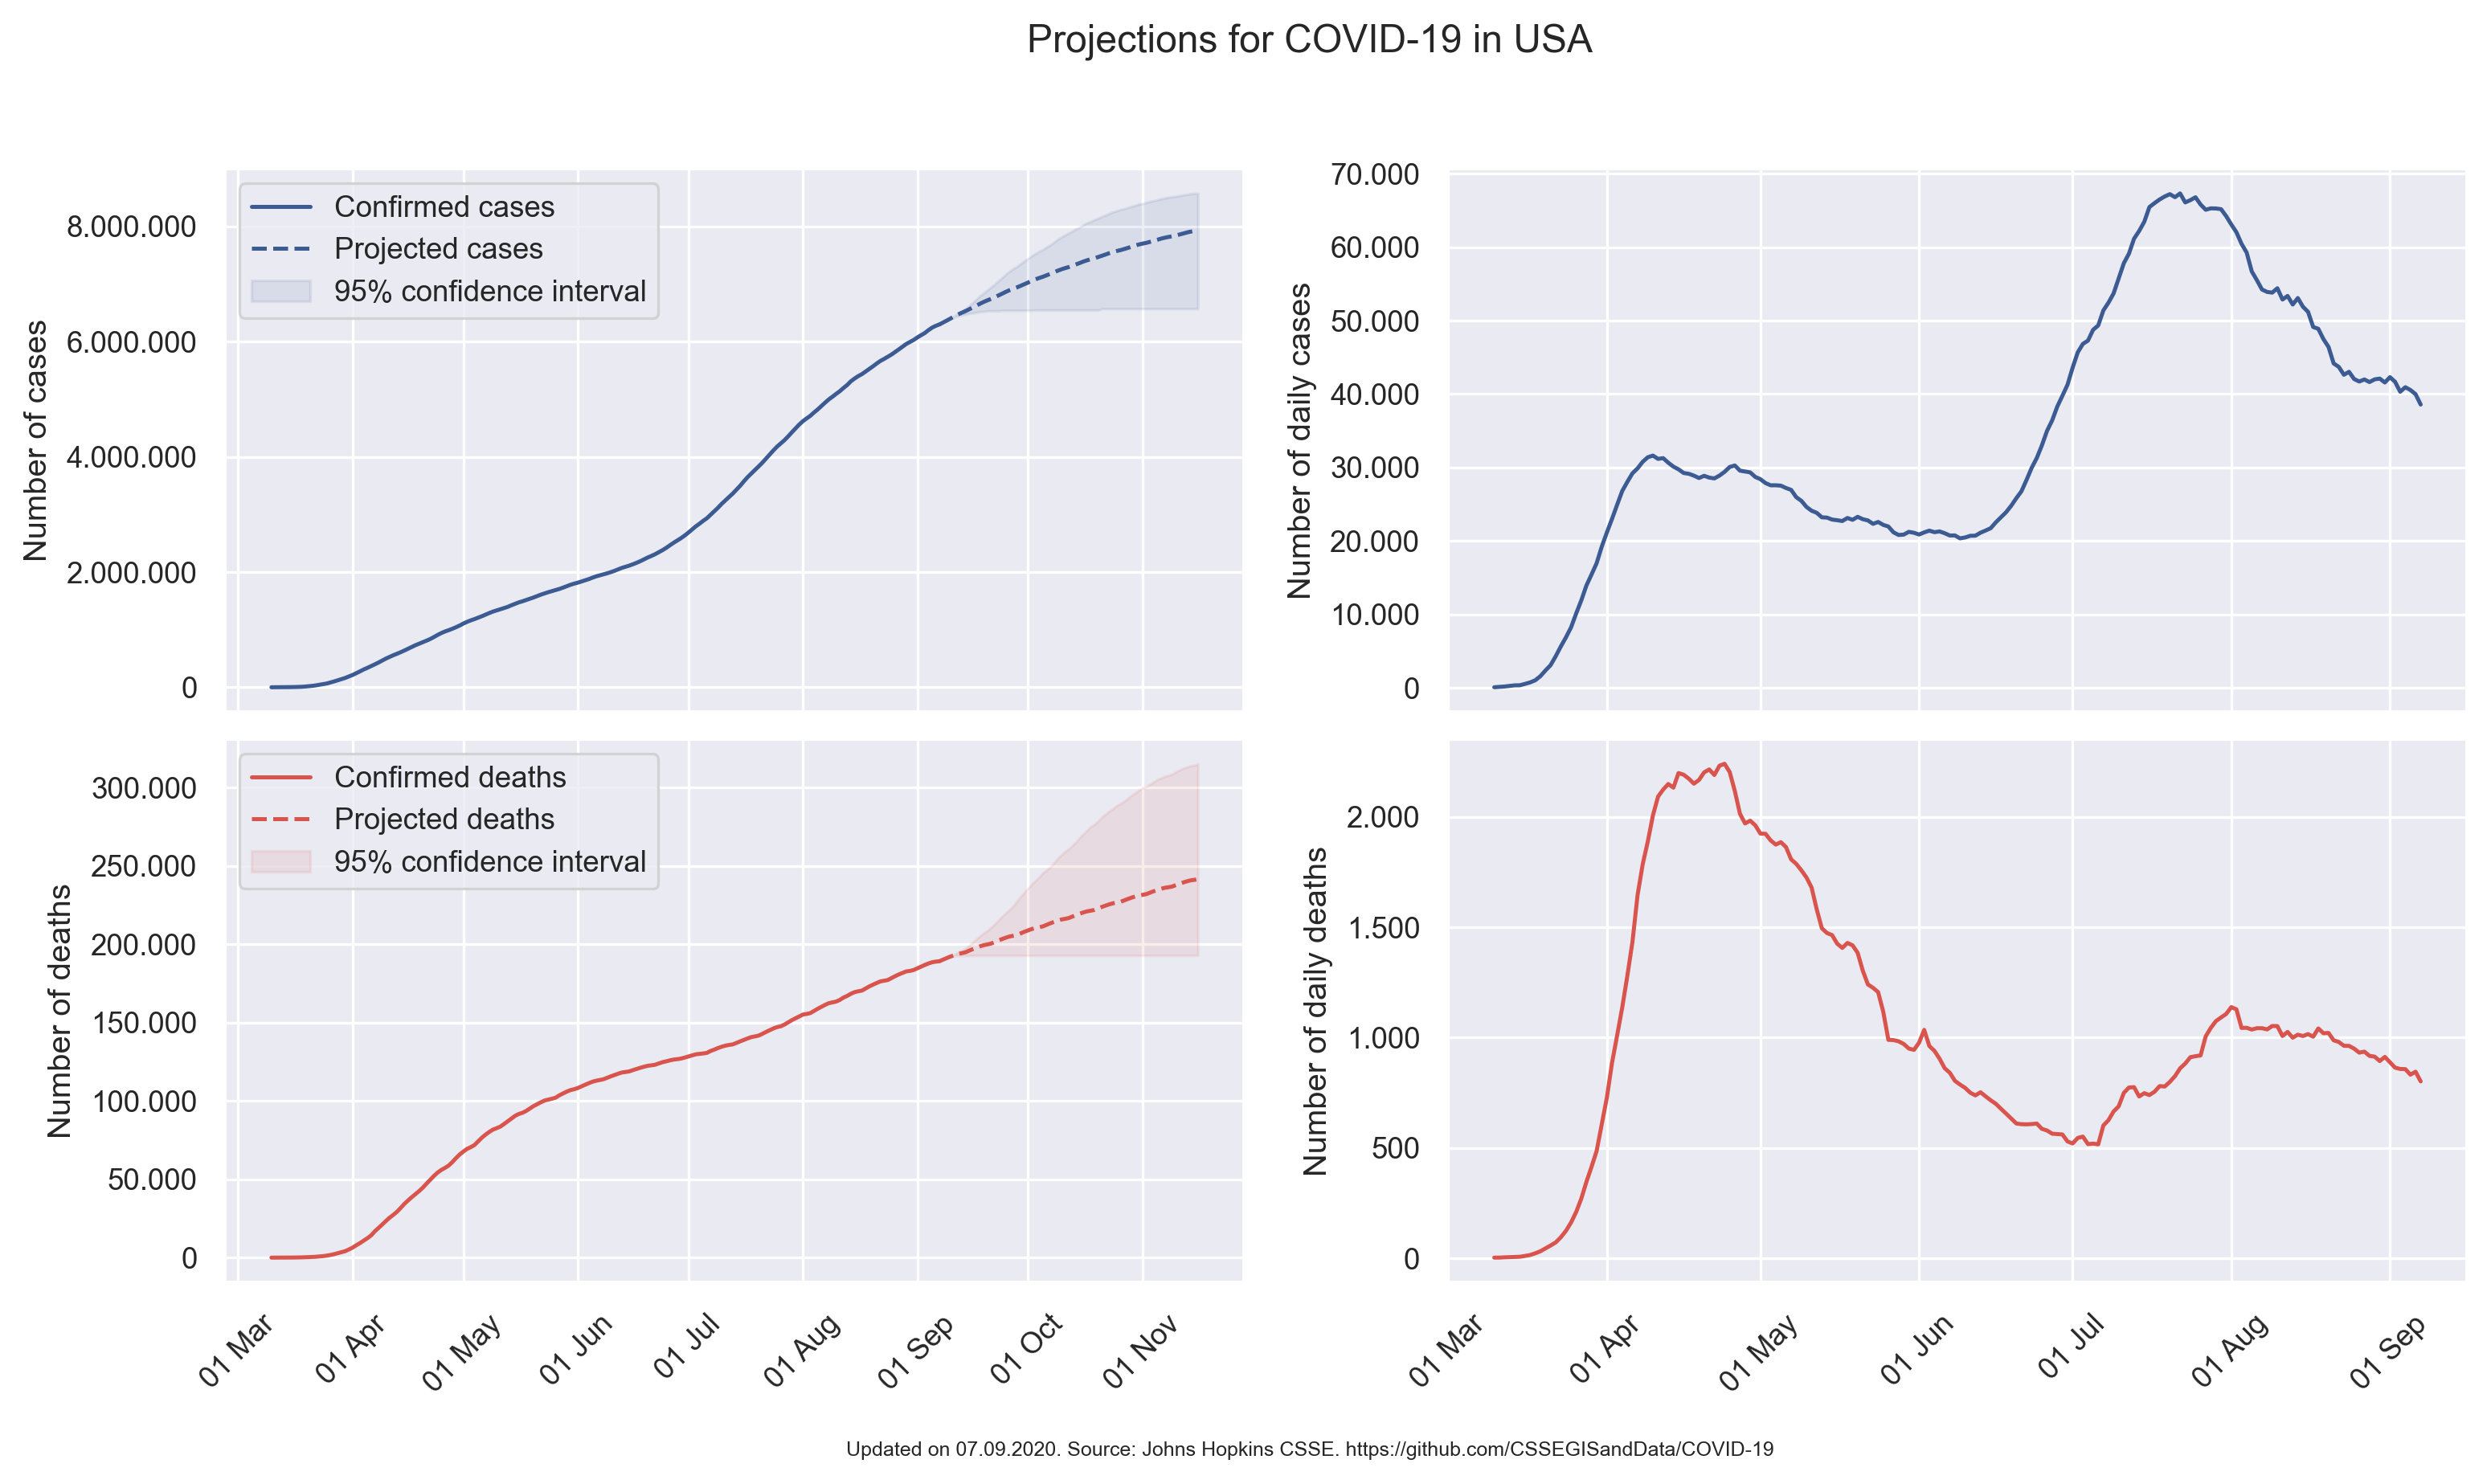 Projections for COVID-19 in USA
Number of cases
8.000.000
6.000.000
4.000.000
2.000.000
0
Confirmed cases
Projected cases
95% confidence interval
Number of daily cases
70.000
60.000
50.000
40.000
30.000
20.000
10.000
0
Number of deaths
300.000
250.000
200.000
150.000
100.000
50.000
0
Confirmed deaths
Projected deaths
95% confidence interval
01 Mar
01 Apr
01 May
01 Jun
01 Jul
01 Aug
01 Sep
01 Oct
01 Nov
Number of daily deaths
2.000
1.500
1.000
500
0
01 Mar
01 Apr
01 May
01 Jun
01 Jul
01 Aug
01 Sep
Updated on 07.09.2020. Source: Johns Hopkins CSSE. https://github.com/CSSEGISandData/COVID-19